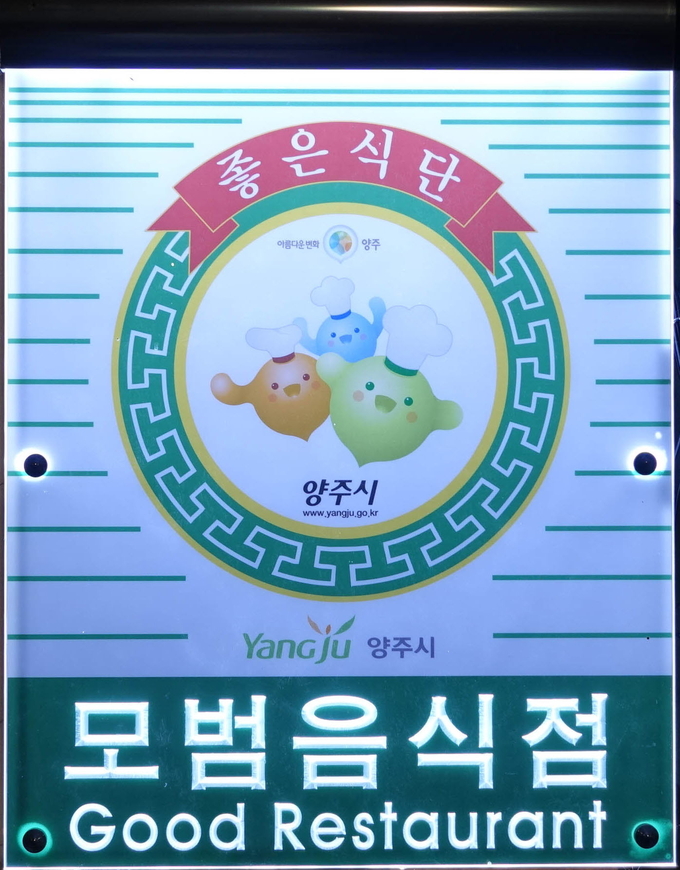 좋은식단
아름다운 변화 양주
양주시
www.yangju.go.kr
Yangju 양주시
모범음식점
Good Restaurant